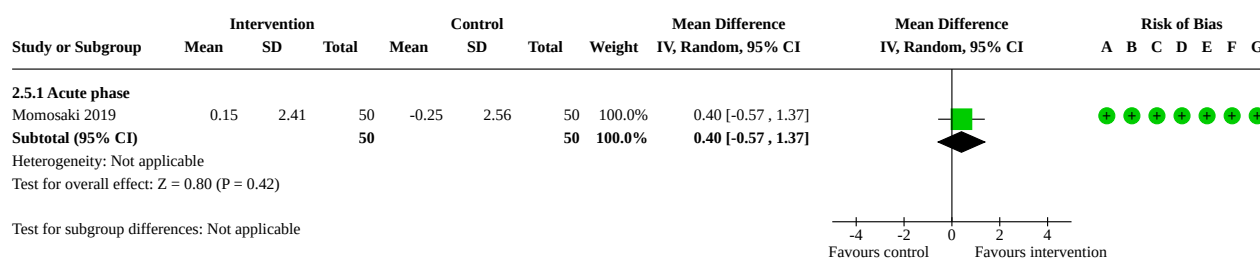 Intervention Control Mean Difference Mean Difference Risk of Bias
Study or Subgroup Mean SD Total Mean SD Total Weight IV, Random, 95% CI IV, Random, 95% CI A B C D E F G
2.5.1 Acute phase
Momosaki 2019 0.15 2.41 50 -0.25 2.56 50 100.0% 0.40 [-0.57 , 1.37] + + + + + + +
Subtotal (95% CI) 50 50 100.0% 0.40 [-0.57 , 1.37]
Heterogeneity: Not applicable
Test for overall effect: Z = 0.80 (P = 0.42)
Test for subgroup differences: Not applicable
-4 -2 0 2 4
Favours control Favours intervention